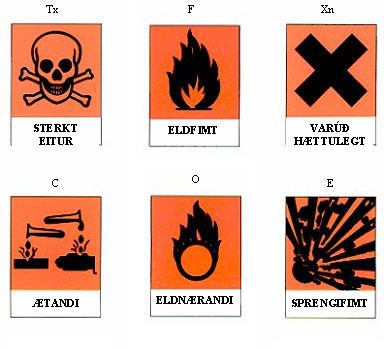 Tx
F
Xn
STERKT
EITUR
ELDFIMT
VARÚÐ
HÆTTULEGT
C
O
E
ÆTANDI
ELDNÆRANDI
SPRENGIFIMT